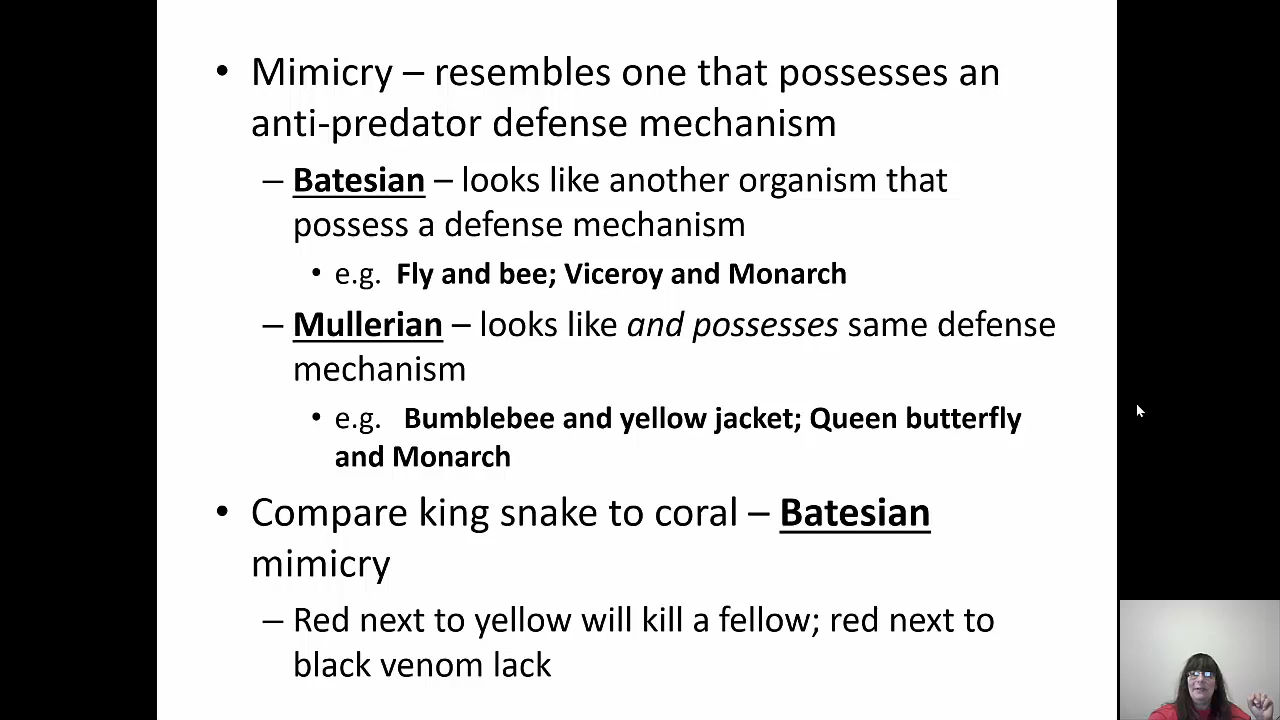 • Mimicry – resembles one that possesses an
anti-predator defense mechanism
– Batesian – looks like another organism that
possess a defense mechanism
• e.g. Fly and bee; Viceroy and Monarch
– Mullerian – looks like and possesses same defense
mechanism
• e.g. Bumblebee and yellow jacket; Queen butterfly
and Monarch
• Compare king snake to coral – Batesian
mimicry
– Red next to yellow will kill a fellow; red next to
black venom lack